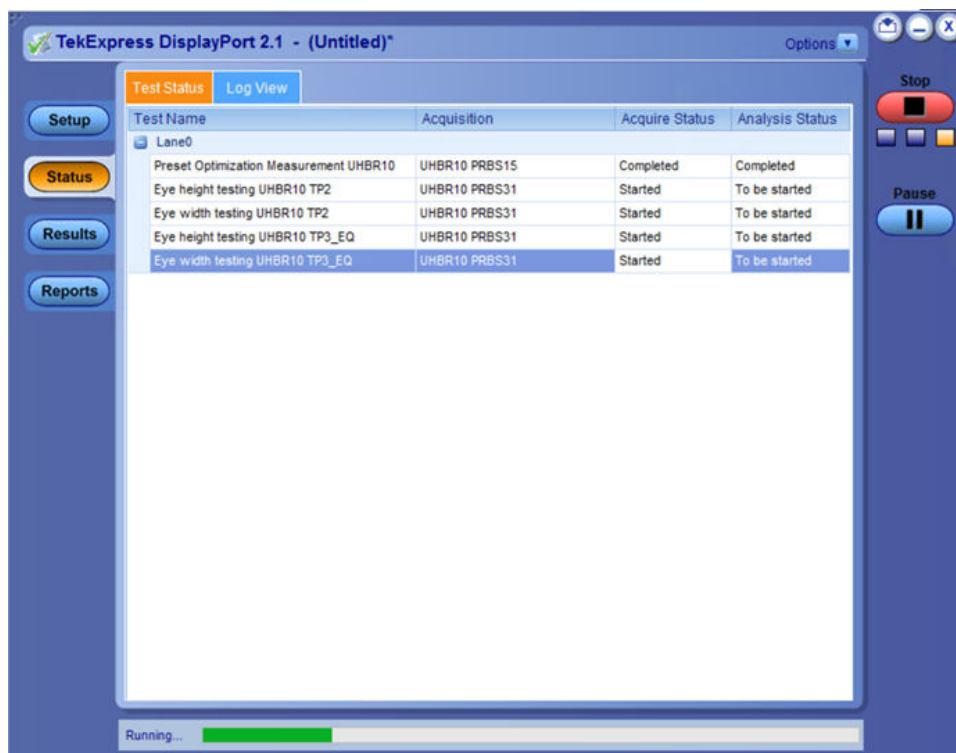 TekExpress DisplayPort 2.1 - (Untitled)* Options
Stop
Test Status Log View
Setup
Status
Results
Reports
Test Name Acquisition Acquire Status Analysis Status
Lane0
Preset Optimization Measurement UHBR10 UHBR10 PRBS15 Completed Completed
Eye height testing UHBR10 TP2 UHBR10 PRBS31 Started To be started
Eye width testing UHBR10 TP2 UHBR10 PRBS31 Started To be started
Eye height testing UHBR10 TP3_EQ UHBR10 PRBS31 Started To be started
Eye width testing UHBR10 TP3_EQ UHBR10 PRBS31 Started To be started
Pause
Running...